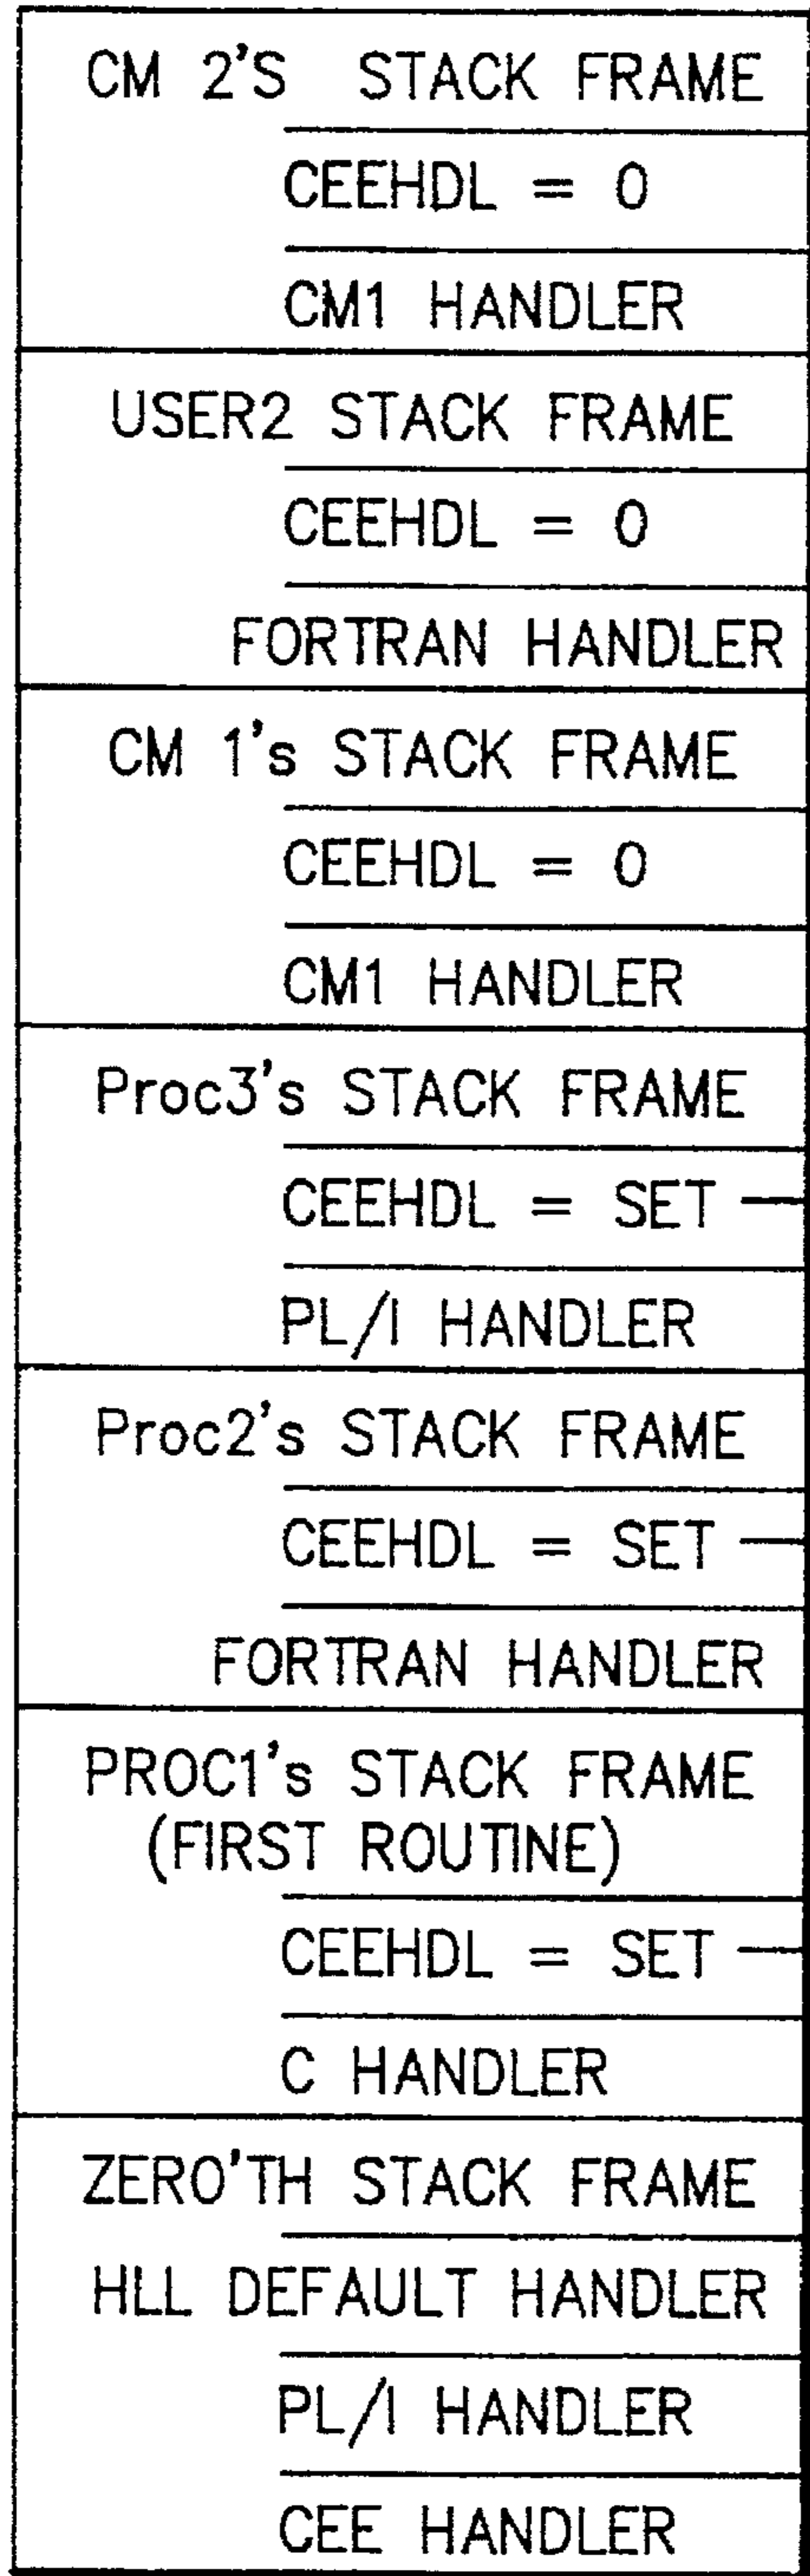 CM 2'S STACK FRAME
CEEHDL = 0
CM1 HANDLER
USER2 STACK FRAME
CEEHDL = 0
FORTRAN HANDLER
CM 1's STACK FRAME
CEEHDL = 0
CM1 HANDLER
Proc3's STACK FRAME
CEEHDL = SET
PL/I HANDLER
Proc2's STACK FRAME
CEEHDL = SET
FORTRAN HANDLER
PROC1's STACK FRAME
(FIRST ROUTINE)
CEEHDL = SET
C HANDLER
ZERO'TH STACK FRAME
HLL DEFAULT HANDLER
PL/I HANDLER
CEE HANDLER